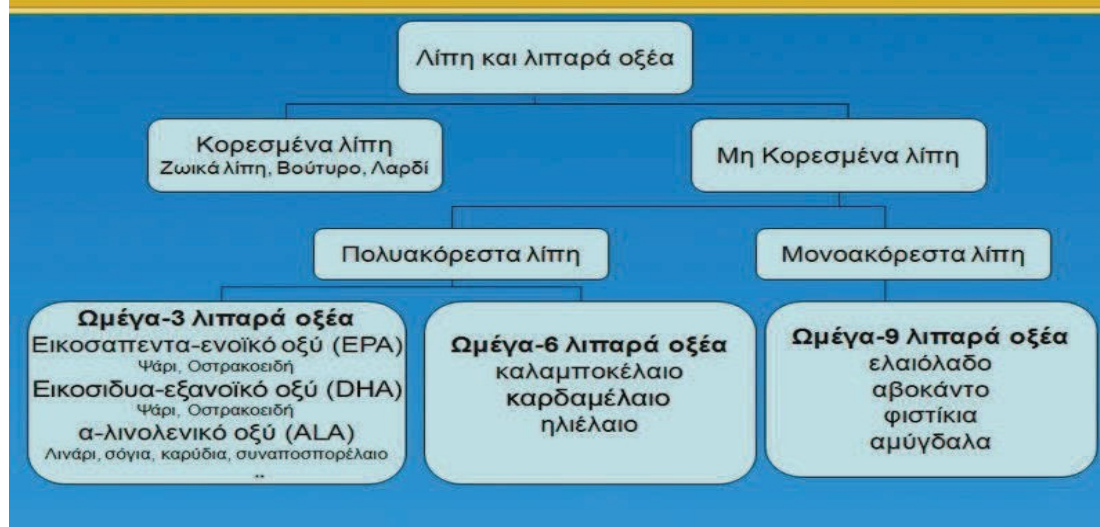 Λίπη και λιπαρά οξέα
Κορεσμένα λίπη
Ζωικά λίπη, Βούτυρο, Λαρδί
Μη Κορεσμένα λίπη
Πολυακόρεστα λίπη
Μονοακόρεστα λίπη
Ωμέγα-3 λιπαρά οξέα
Εικοσαπεντα-ενοϊκό οξύ (EPA)
Ψάρι, Οστρακοειδή
Εικοσιδυα-εξανοϊκό οξύ (DHA)
Ψάρι, Οστρακοειδή
α-λινολενικό οξύ (ALA)
Λινάρι, σόγια, καρύδια, συναποσπορέλαιο
..
Ωμέγα-6 λιπαρά οξέα
καλαμποκέλαιο
καρδαμέλαιο
ηλιέλαιο
Ωμέγα-9 λιπαρά οξέα
ελαιόλαδο
αβοκάντο
φιστίκια
αμύγδαλα